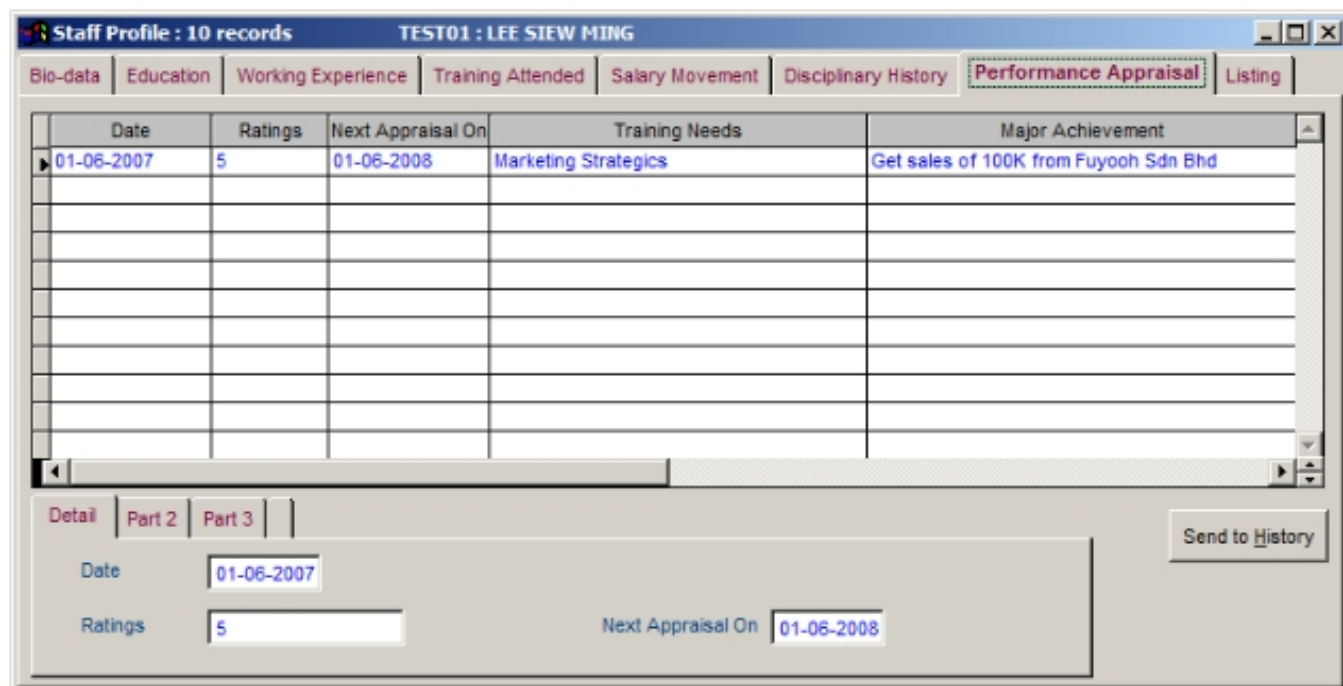 Staff Profile : 10 records TEST01 : LEE SIEW MING
Bio-data Education Working Experience Training Attended Salary Movement Disciplinary History Performance Appraisal Listing
Date Ratings Next Appraisal On Training Needs Major Achievement
01-06-2007 5 01-06-2008 Marketing Strategics Get sales of 100K from Fuyooh Sdn Bhd
Detail Part 2 Part 3
Send to History
Date 01-06-2007
Ratings 5 Next Appraisal On 01-06-2008